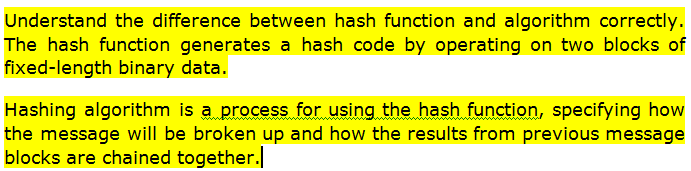 Understand the difference between hash function and algorithm correctly.
The hash function generates a hash code by operating on two blocks of
fixed-length binary data.
Hashing algorithm is a process for using the hash function, specifying how
the message will be broken up and how the results from previous message
blocks are chained together.